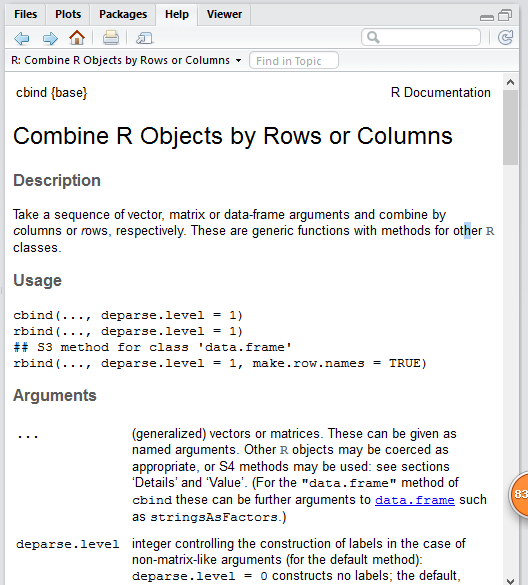 Files Plots Packages Help Viewer
R: Combine R Objects by Rows or Columns Find in Topic
cbind {base} R Documentation
Combine R Objects by Rows or Columns
Description
Take a sequence of vector, matrix or data-frame arguments and combine by
columns or rows, respectively. These are generic functions with methods for other R
classes.
Usage
cbind(..., deparse.level = 1)
rbind(..., deparse.level = 1)
## S3 method for class 'data.frame'
rbind(..., deparse.level = 1, make.row.names = TRUE)
Arguments
... (generalized) vectors or matrices. These can be given as
named arguments. Other R objects may be coerced as
appropriate, or S4 methods may be used: see sections
‘Details’ and ‘Value’. (For the "data.frame" method of
cbind these can be further arguments to data.frame such
as stringsAsFactors.)
83
deparse.level integer controlling the construction of labels in the case of
non-matrix-like arguments (for the default method):
deparse.level = 0 constructs no labels; the default,